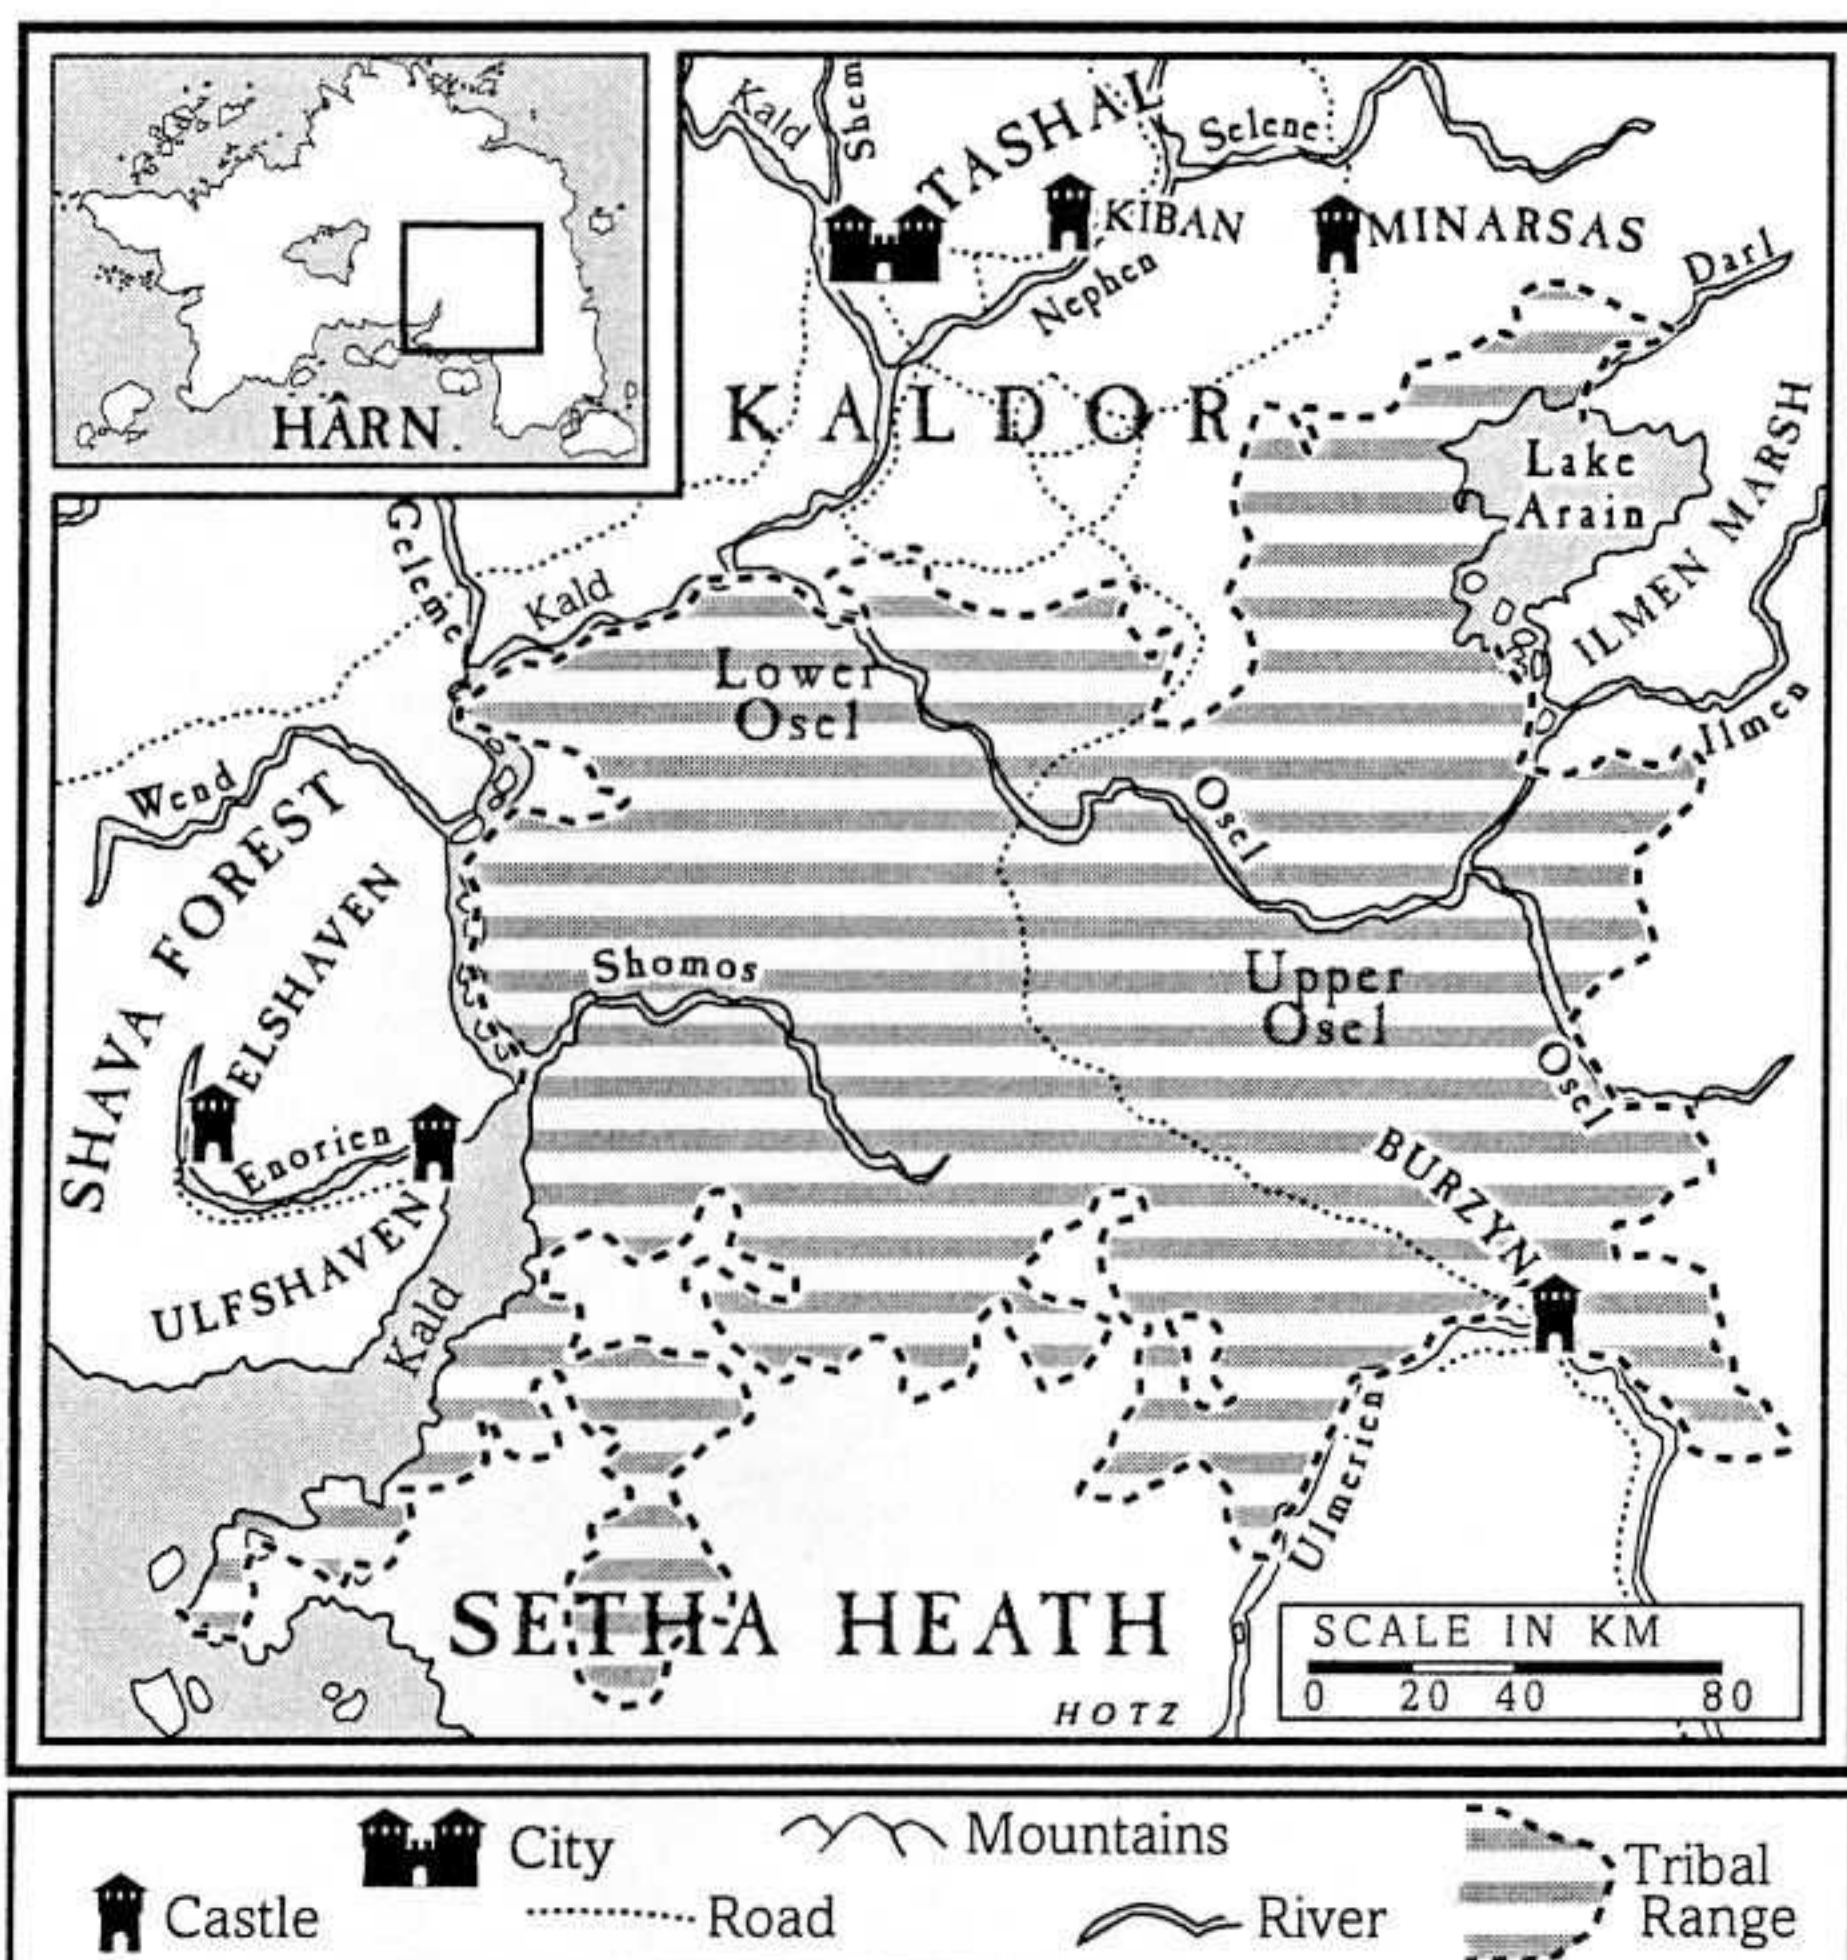 Kald
Shem
TASHAL
Selene
KIBAN
MINARSAS
Nephen
Darl
HÂRN.
KALDOR
Lake
Arain
ILMEN MARSH
Geleme
Kald
Lower
Osel
Ilmen
Wend
Osel
SHAVA FOREST
ELSHAVEN
Shomos
Upper
Osel
Osel
Enorien
BURZYN
ULFSHAVEN
Kald
Ulmerien
SETHA HEATH
HOTZ
SCALE IN KM
0 20 40 80
City
Mountains
Tribal
Range
Castle
Road
River